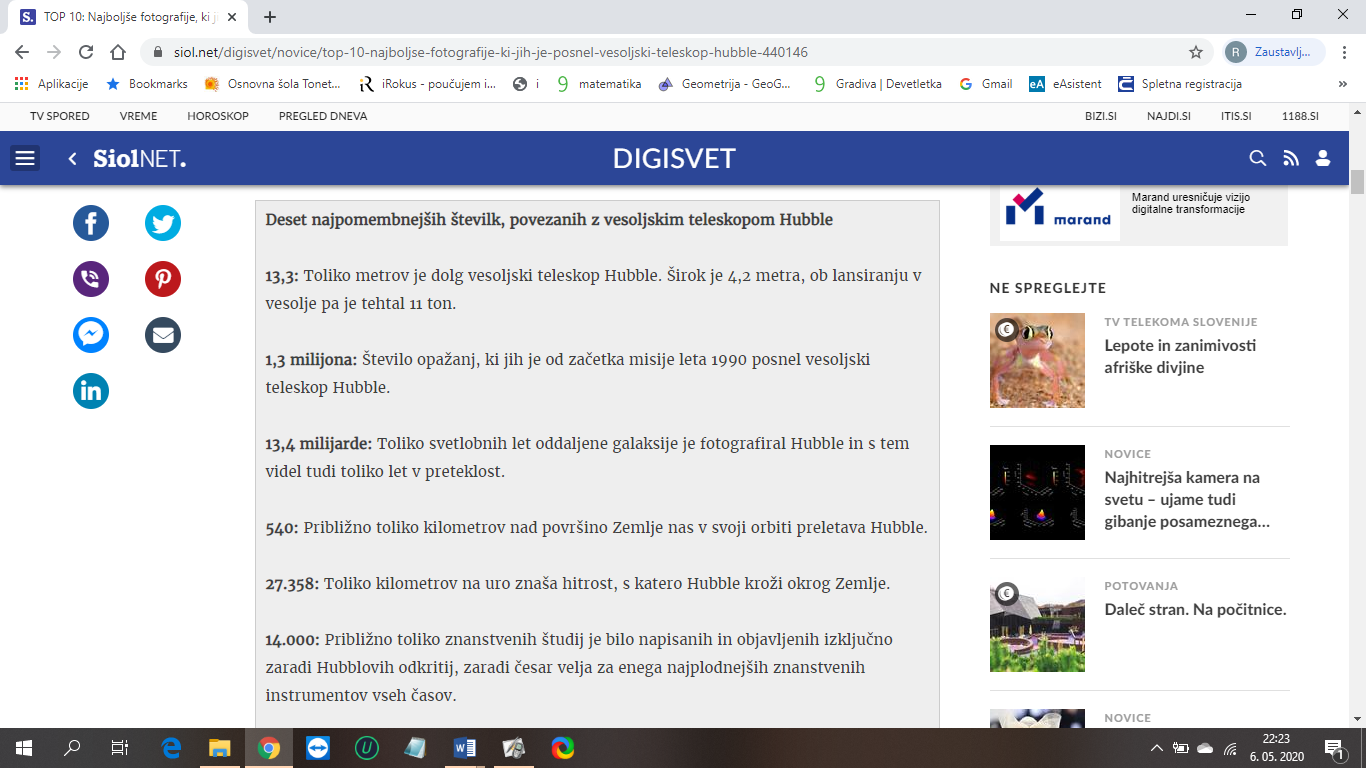 TOP 10: Najboljše fotografije, ki j
siol.net/digisvet/novice/top-10-najboljse-fotografije-ki-jih-je-posnel-vesoljski-teleskop-hubble-440146
R Zaustavlj...
Aplikacije Bookmarks Osnovna šola Tonet... iRokus - poučujem i... i matematika Geometrija - GeoG... Gradiva | Devetletka Gmail eAsistent Spletna registracija »
TV SPORED VREME HOROSKOP PREGLED DNEVA BIZI.SI NAJDI.SI ITIS.SI 1188.SI
SiolNET. DIGISVET
Deset najpomembnejših številk, povezanih z vesoljskim teleskopom Hubble
13,3: Toliko metrov je dolg vesoljski teleskop Hubble. Širok je 4,2 metra, ob lansiranju v
vesolje pa je tehtal 11 ton.
1,3 milijona: Število opažanj, ki jih je od začetka misije leta 1990 posnel vesoljski
teleskop Hubble.
13,4 milijarde: Toliko svetlobnih let oddaljene galaksije je fotografiral Hubble in s tem
videl tudi toliko let v preteklost.
540: Približno toliko kilometrov nad površino Zemlje nas v svoji orbiti preletava Hubble.
27.358: Toliko kilometrov na uro znaša hitrost, s katero Hubble kroži okrog Zemlje.
14.000: Približno toliko znanstvenih študij je bilo napisanih in objavljenih izključno
zaradi Hubblovih odkritij, zaradi česar velja za enega najplodnejših znanstvenih
instrumentov vseh časov.
marand
Marand uresničuje vizijo
digitalne transformacije
NE SPREGLEJTE
TV TELEKOMA SLOVENIJE
Lepote in zanimivosti
afriške divjine
NOVICE
Najhitrejša kamera na
svetu – ujame tudi
gibanje posameznega...
POTOVANJA
Daleč stran. Na počitnice.
NOVICE
22:23
6. 05. 2020
1